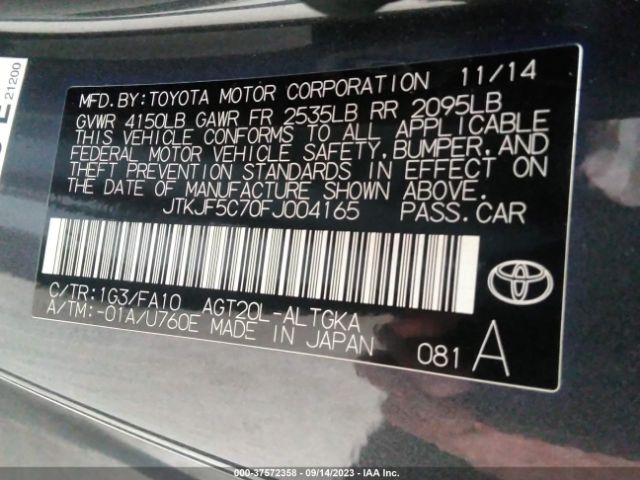 21200
MFD.BY:TOYOTA MOTOR CORPORATION 11/14
GVWR 4150LB GAWR FR 2535LB RR 2095LB
THIS VEHICLE CONFORMS TO ALL APPLICABLE
FEDERAL MOTOR VEHICLE SAFETY,BUMPER,AND
THEFT PREVENTION STANDARDS IN EFFECT ON
THE DATE OF MANUFACTURE SHOWN ABOVE.
JTKJF5C70FJ004165 PASS.CAR
C/TR:1G3/FA10 AGT20L-ALTGKA
A/TM:-01A/U760E MADE IN JAPAN
081 A
000-37572358 - 09/14/2023 - IAA Inc.